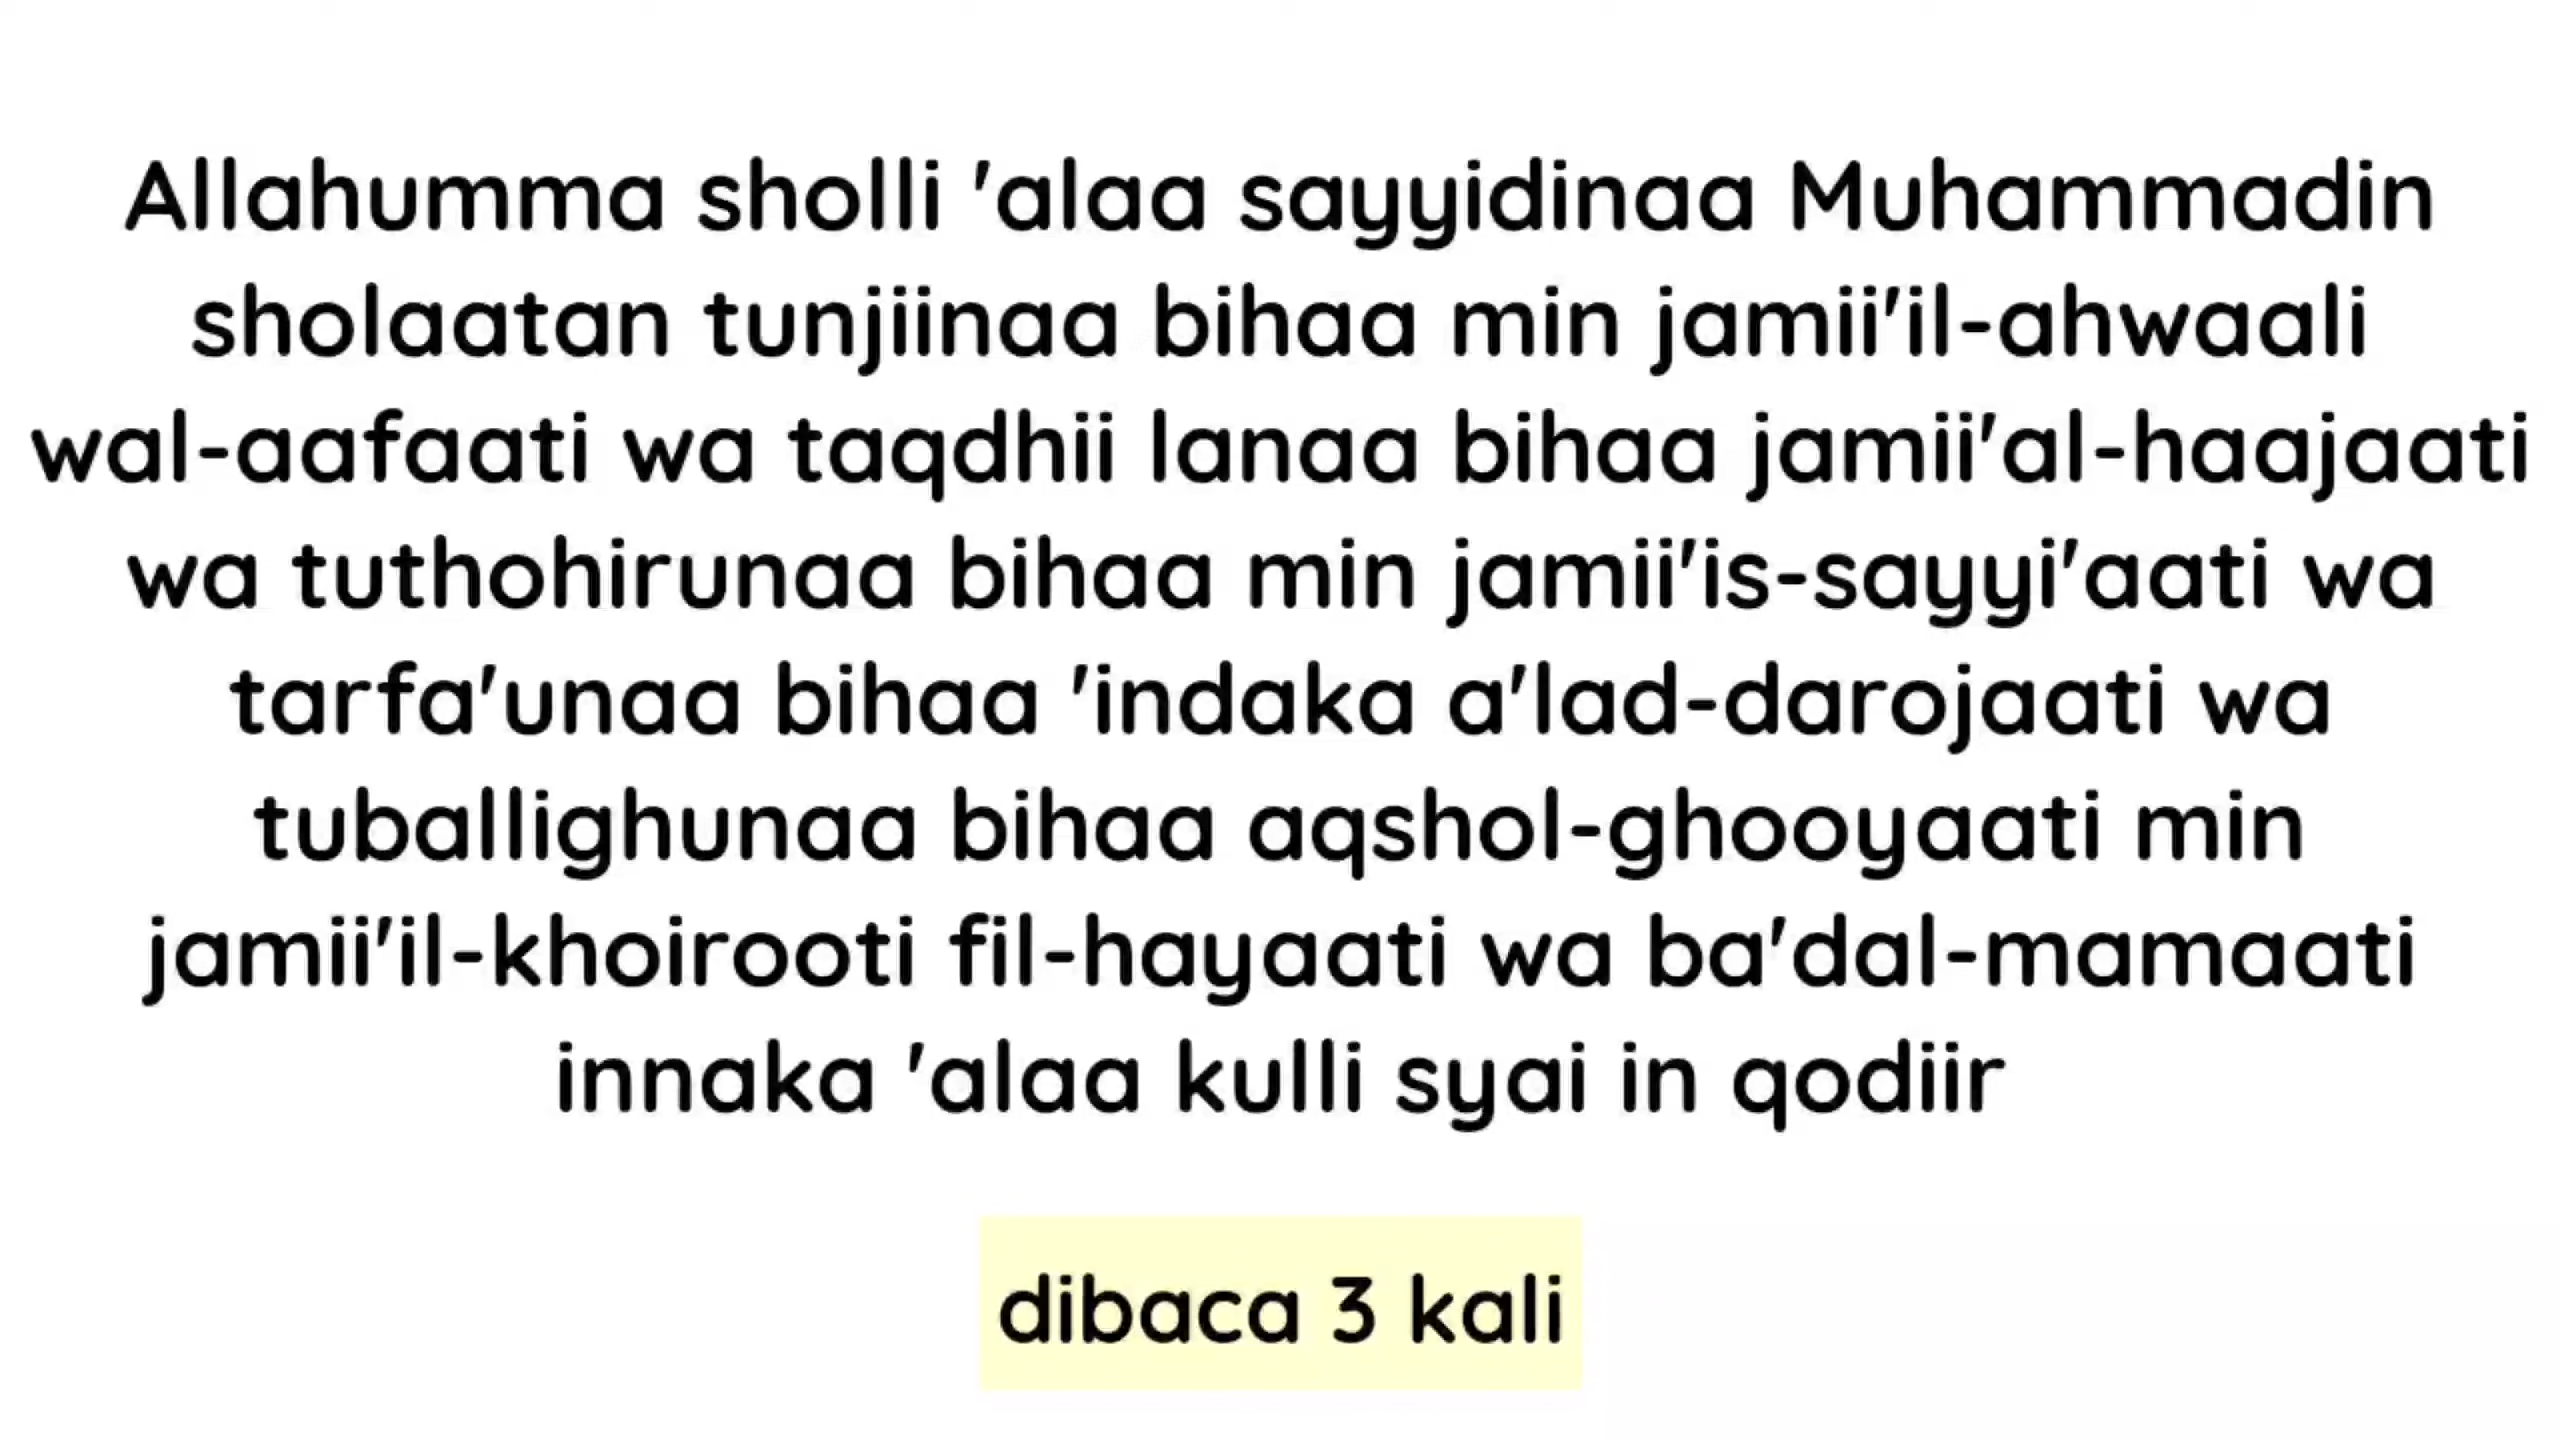 Allahumma sholli 'alaa sayyidinaa Muhammadin
sholaatan tunjiinaa bihaa min jamii'il-ahwaali
wal-aafaati wa taqdhii lanaa bihaa jamii'al-haajaati
wa tuthohirunaa bihaa min jamii'is-sayyi'aati wa
tarfa'unaa bihaa 'indaka a'lad-darojaati wa
tuballighunaa bihaa aqshol-ghooyaati min
jamii'il-khoirooti fil-hayaati wa ba'dal-mamaati
innaka 'alaa kulli syai in qodiir
dibaca 3 kali